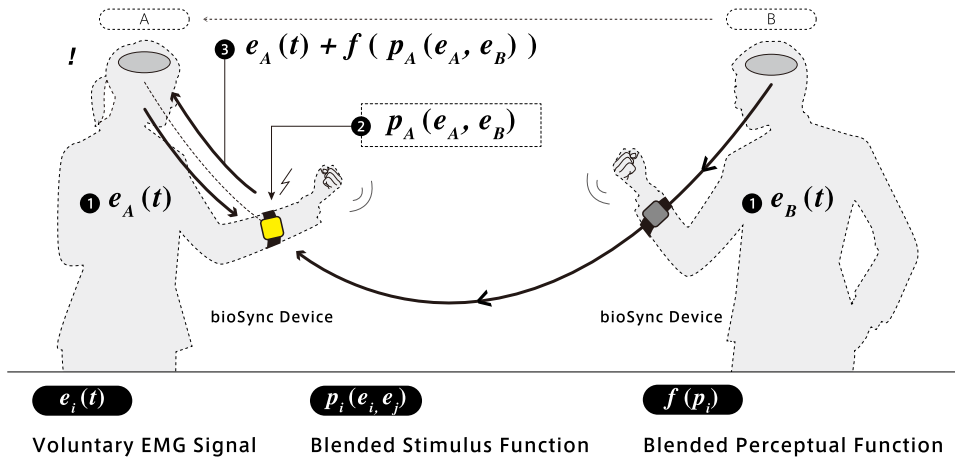 A
B
!
❸ e_A (t) + f ( p_A (e_A, e_B) )
❷ p_A (e_A, e_B)
❶ e_A (t)
❶ e_B (t)
bioSync Device
bioSync Device
e_i (t)
p_i (e_i, e_j)
f (p_i)
Voluntary EMG Signal
Blended Stimulus Function
Blended Perceptual Function